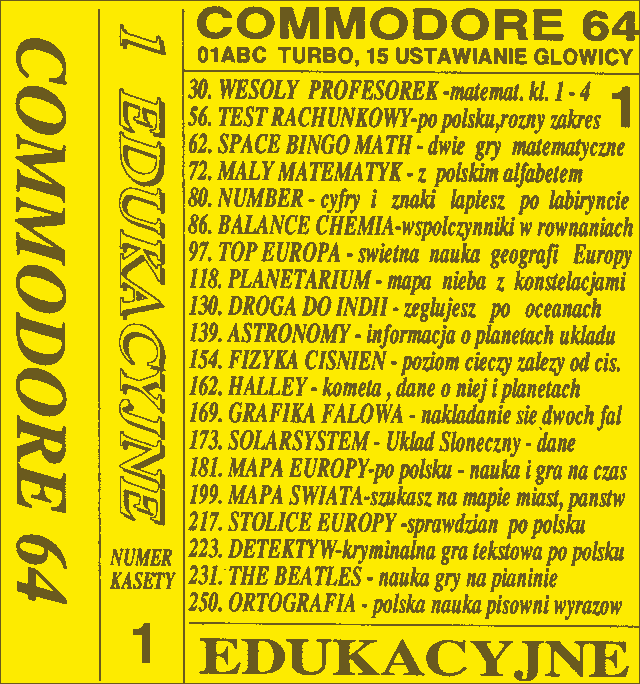 COMMODORE 64
1 EDUKACYJNE
NUMER
KASETY
1
COMMODORE 64
01ABC TURBO, 15 USTAWIANIE GLOWICY
1
30. WESOLY PROFESOREK -matemat. kl. 1 - 4
56. TEST RACHUNKOWY-po polsku,rozny zakres
62. SPACE BINGO MATH - dwie gry matematyczne
72. MALY MATEMATYK - z polskim alfabetem
80. NUMBER - cyfry i znaki lapiesz po labiryncie
86. BALANCE CHEMIA-wspolczynniki w rownaniach
97. TOP EUROPA - swietna nauka geografi Europy
118. PLANETARIUM - mapa nieba z konstelacjami
130. DROGA DO INDII - zeglujesz po oceanach
139. ASTRONOMY - informacja o planetach ukladu
154. FIZYKA CISNIEN - poziom cieczy zalezy od cis.
162. HALLEY - kometa , dane o niej i planetach
169. GRAFIKA FALOWA - nakladanie sie dwoch fal
173. SOLARSYSTEM - Uklad Sloneczny - dane
181. MAPA EUROPY-po polsku - nauka i gra na czas
199. MAPA SWIATA-szukasz na mapie miast, panstw
217. STOLICE EUROPY -sprawdzian po polsku
223. DETEKTYW-kryminalna gra tekstowa po polsku
231. THE BEATLES - nauka gry na pianinie
250. ORTOGRAFIA - polska nauka pisowni wyrazow
EDUKACYJNE